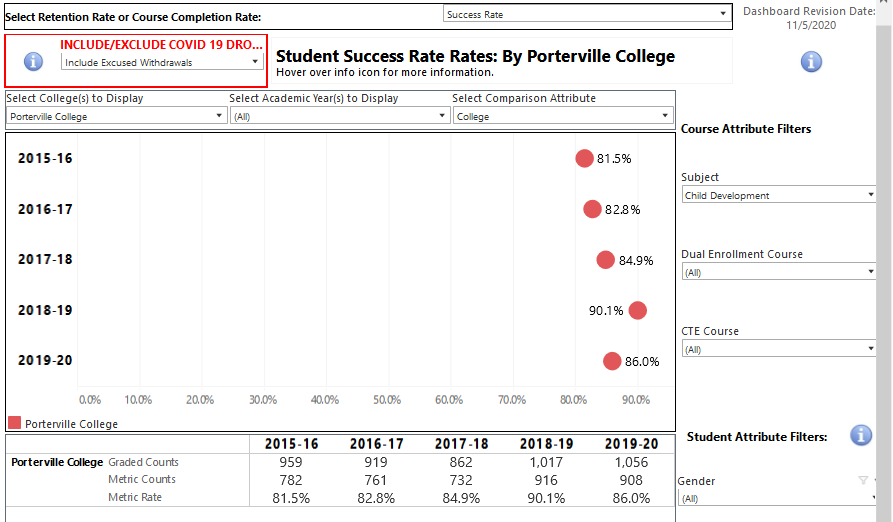 Select Retention Rate or Course Completion Rate:
Success Rate
Dashboard Revision Date:
11/5/2020
INCLUDE/EXCLUDE COVID 19 DRO...
Include Excused Withdrawals
Student Success Rate Rates: By Porterville College
Hover over info icon for more information.
Select College(s) to Display
Porterville College
Select Academic Year(s) to Display
(All)
Select Comparison Attribute
College
Course Attribute Filters
Subject
Child Development
Dual Enrollment Course
(All)
CTE Course
(All)
2015-16 81.5%
2016-17 82.8%
2017-18 84.9%
2018-19 90.1%
2019-20 86.0%
0.0% 10.0% 20.0% 30.0% 40.0% 50.0% 60.0% 70.0% 80.0% 90.0%
Porterville College
2015-16 2016-17 2017-18 2018-19 2019-20
Porterville College Graded Counts 959 919 862 1,017 1,056
Metric Counts 782 761 732 916 908
Metric Rate 81.5% 82.8% 84.9% 90.1% 86.0%
Student Attribute Filters:
Gender
(All)